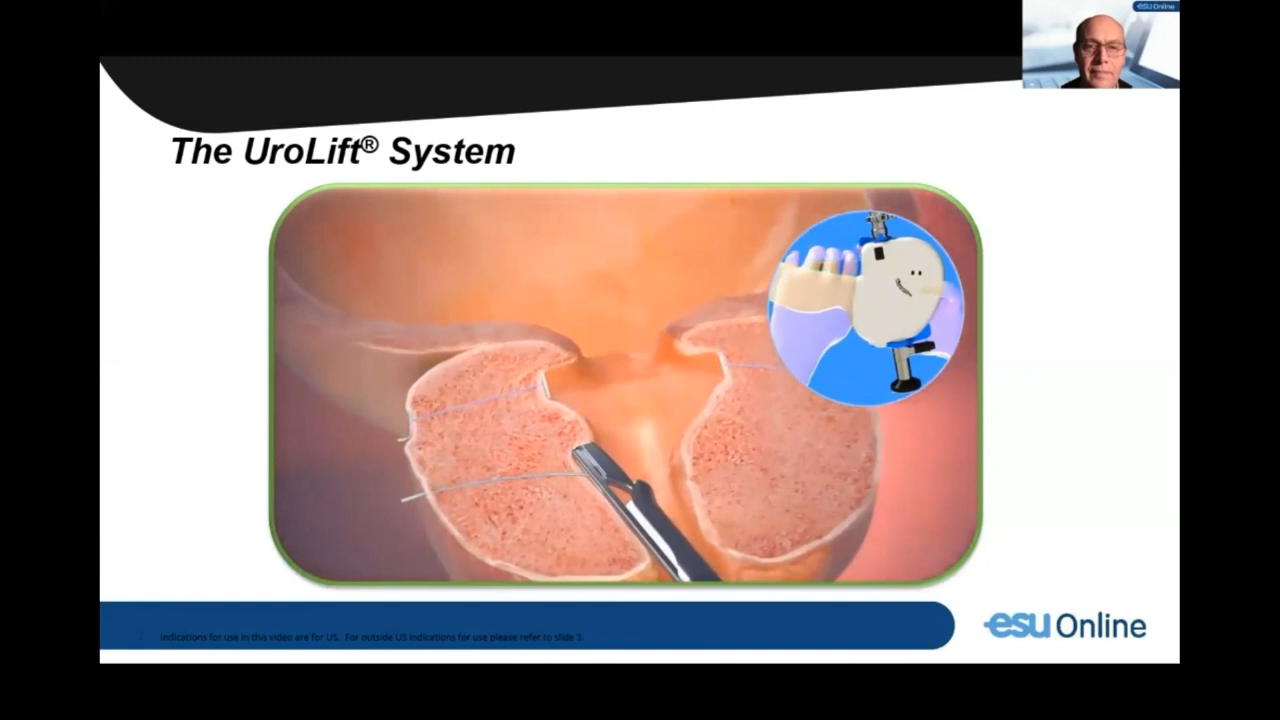 esu Online
The UroLift® System
Indications for use in this video are for US. For outside US indications for use please refer to slide 3.
esu Online